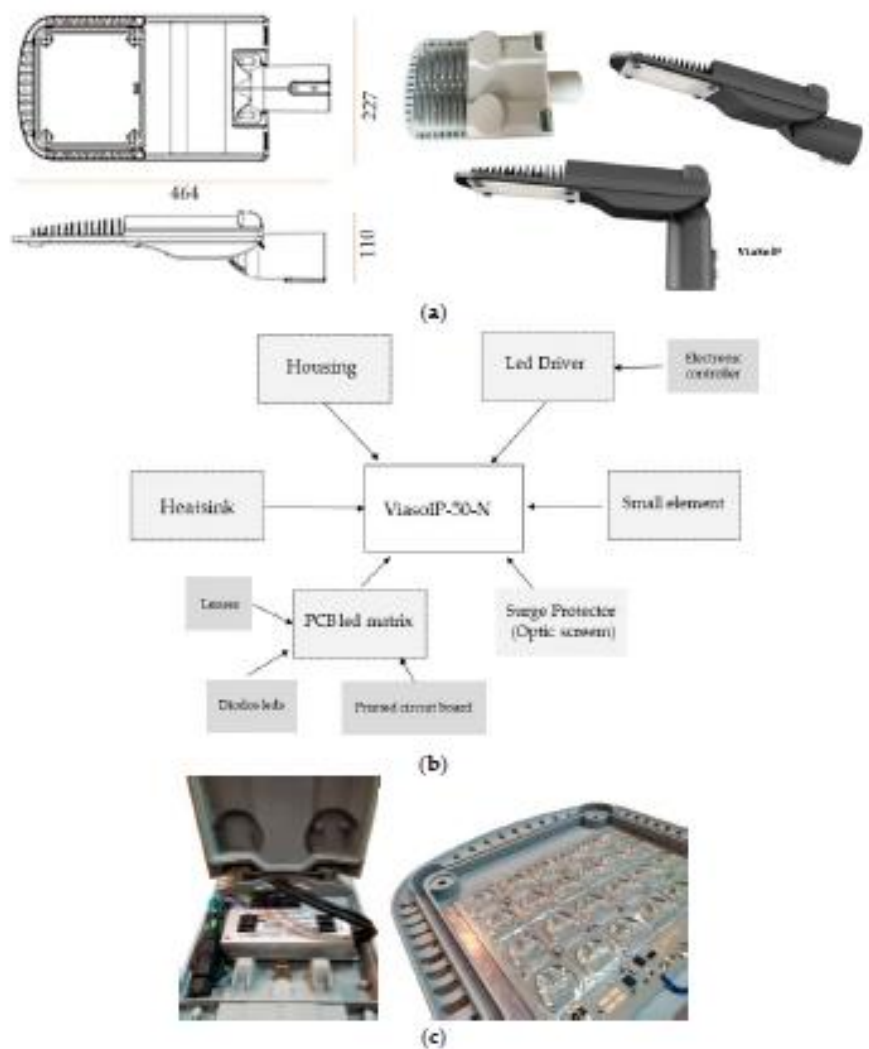 227
464
110
ViasolP
(a)
Housing
Led Driver
Electronic
controller
Heatsink
ViasolP-50-N
Small element
Lenses
PCB led matrix
Surge Protector
(Optic screem)
Diodes leds
Printed circuit board
(b)
(c)